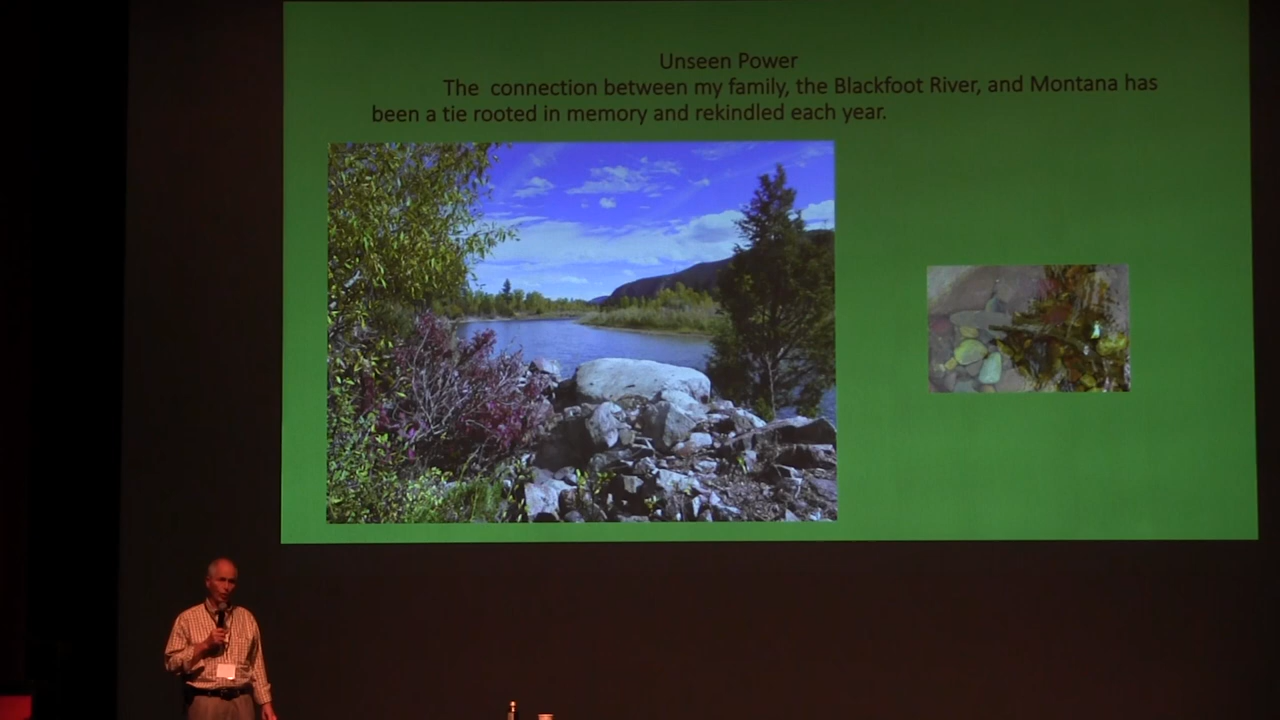 Unseen Power
The connection between my family, the Blackfoot River, and Montana has
been a tie rooted in memory and rekindled each year.